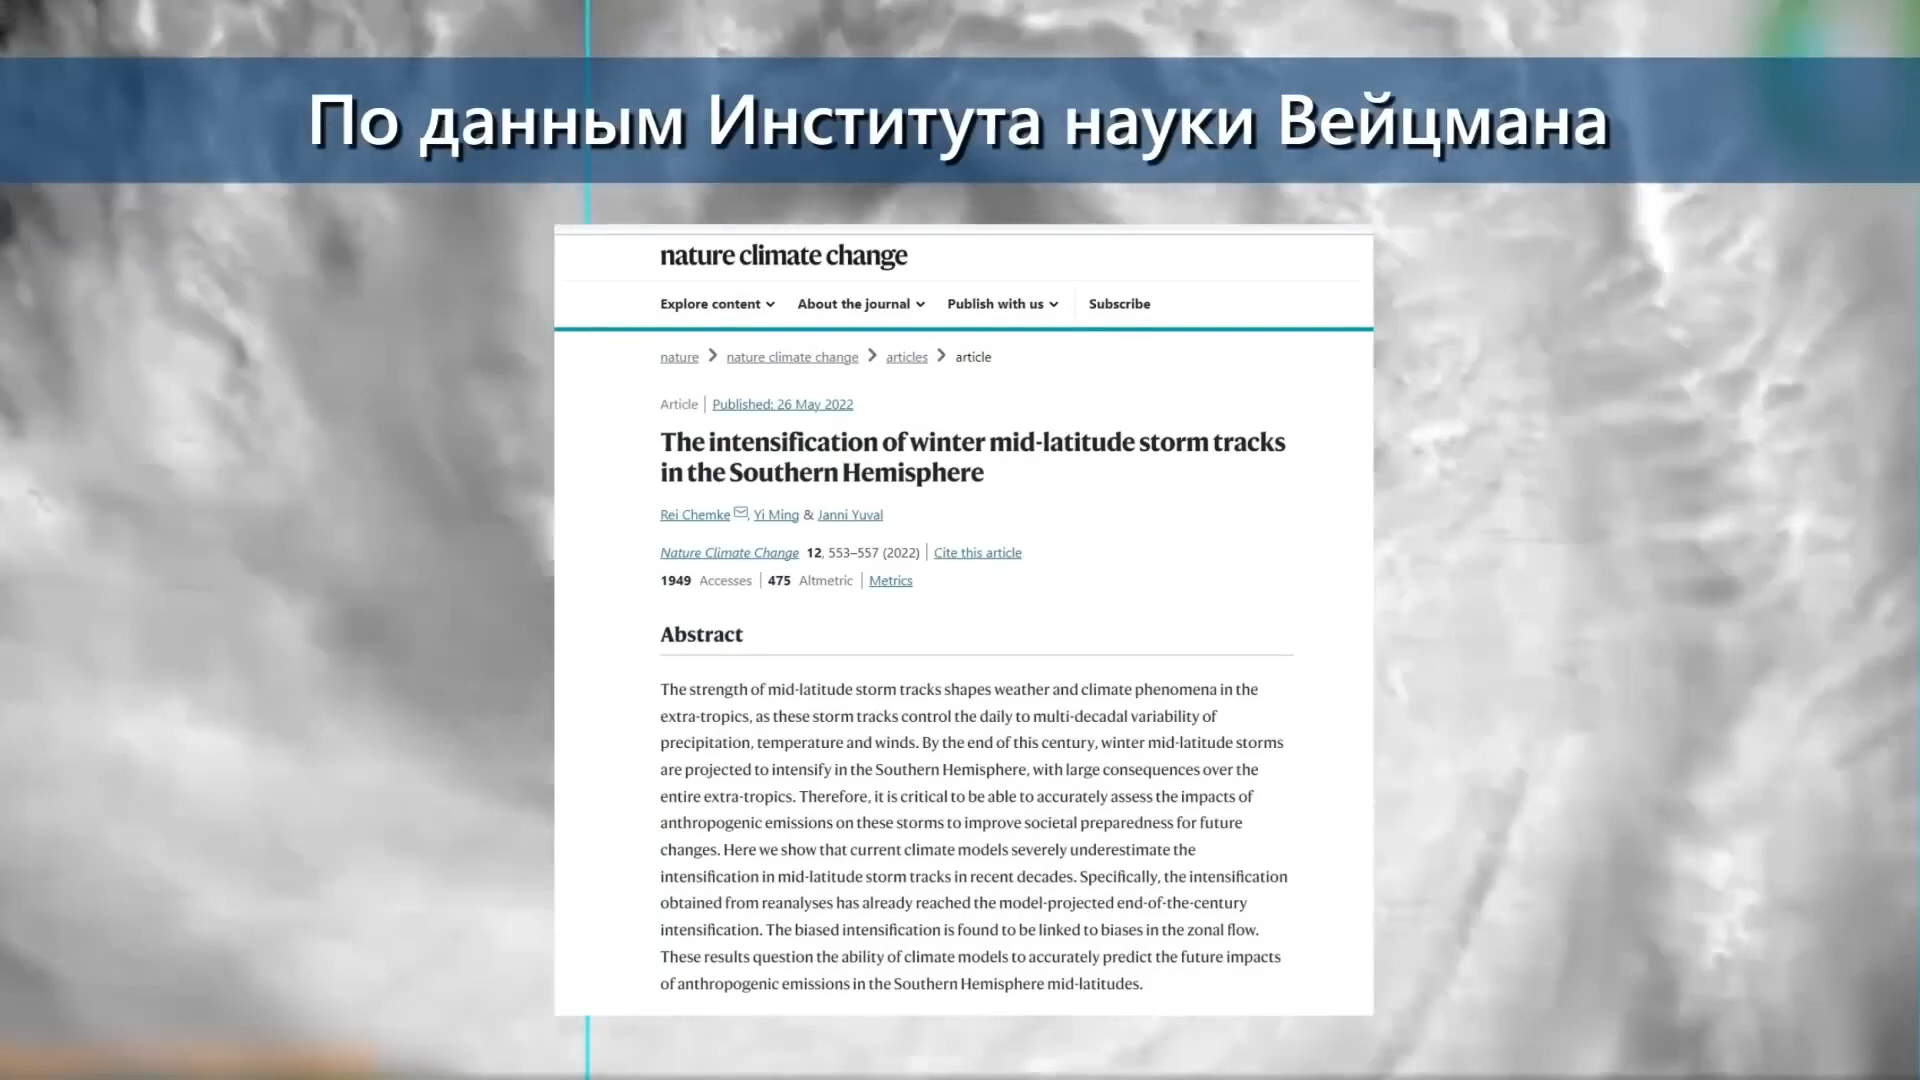 По данным Института науки Вейцмана
nature climate change
Explore content About the journal Publish with us Subscribe
nature > nature climate change > articles > article
Article | Published: 26 May 2022
The intensification of winter mid-latitude storm tracks
in the Southern Hemisphere
Rei Chemke, Yi Ming & Janni Yuval
Nature Climate Change 12, 553–557 (2022) | Cite this article
1949 Accesses | 475 Altmetric | Metrics
Abstract
The strength of mid-latitude storm tracks shapes weather and climate phenomena in the
extra-tropics, as these storm tracks control the daily to multi-decadal variability of
precipitation, temperature and winds. By the end of this century, winter mid-latitude storms
are projected to intensify in the Southern Hemisphere, with large consequences over the
entire extra-tropics. Therefore, it is critical to be able to accurately assess the impacts of
anthropogenic emissions on these storms to improve societal preparedness for future
changes. Here we show that current climate models severely underestimate the
intensification in mid-latitude storm tracks in recent decades. Specifically, the intensification
obtained from reanalyses has already reached the model-projected end-of-the-century
intensification. The biased intensification is found to be linked to biases in the zonal flow.
These results question the ability of climate models to accurately predict the future impacts
of anthropogenic emissions in the Southern Hemisphere mid-latitudes.